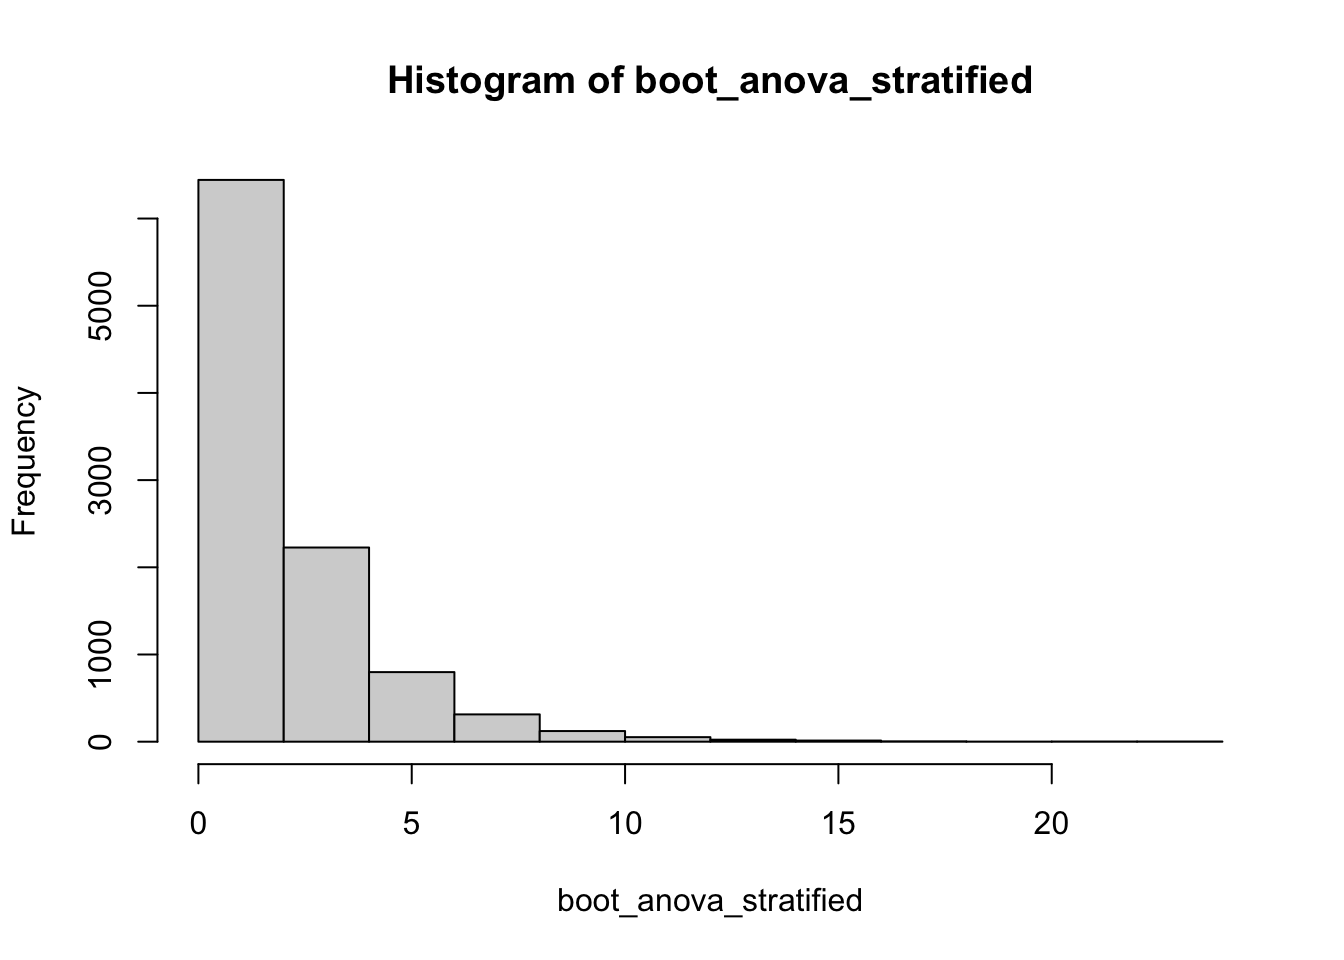 Histogram of boot_anova_stratified
Frequency
5000
3000
1000
0
0 5 10 15 20
boot_anova_stratified